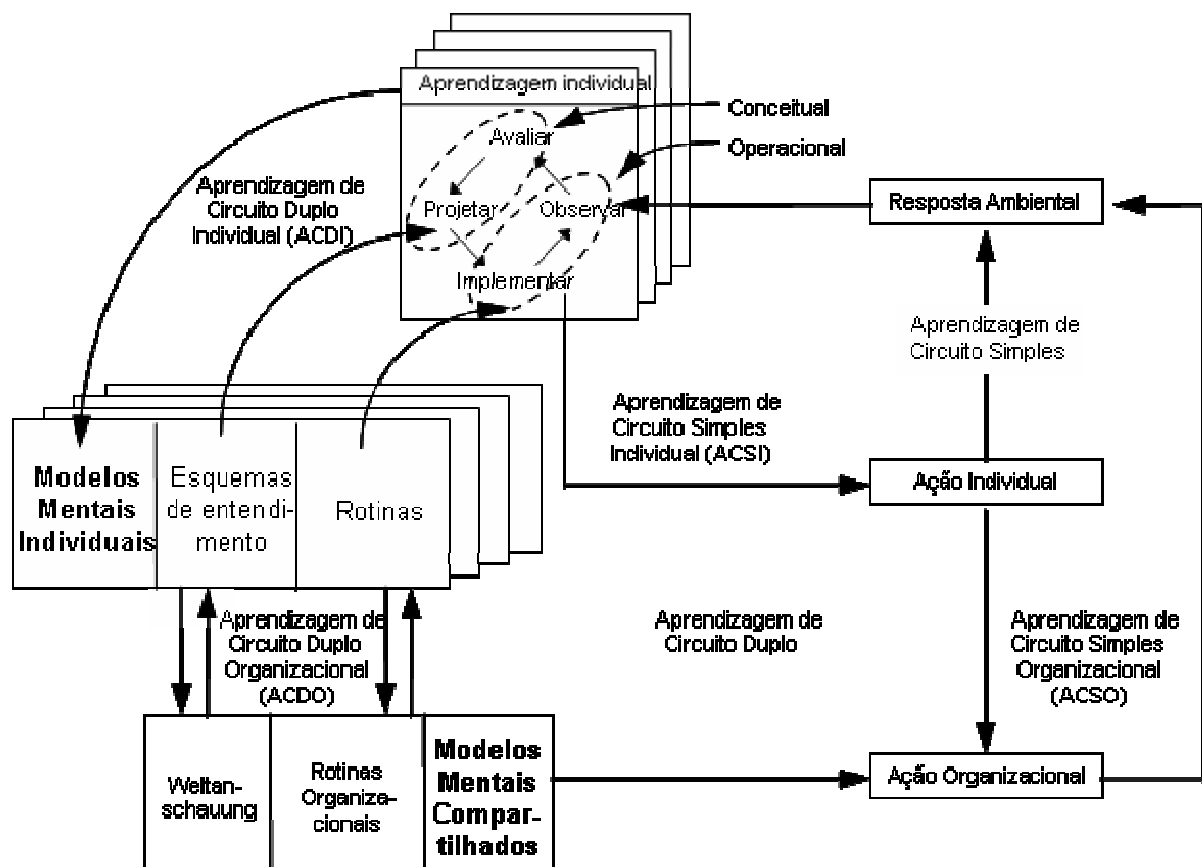 Aprendizagem individual
Conceitual
Avaliar
Operacional
Aprendizagem de
Circuito Duplo
Individual (ACDI)
Projetar
Observar
Resposta Ambiental
Implementar
Aprendizagem de
Circuito Simples
Aprendizagem de
Circuito Simples
Individual (ACSI)
Modelos
Mentais
Individuais
Esquemas
de entendi-
mento
Rotinas
Ação Individual
Aprendizagem de
Circuito Duplo
Organizacional
(ACDO)
Aprendizagem de
Circuito Duplo
Aprendizagem de
Circuito Simples
Organizacional
(ACSO)
Weltan-
schauung
Rotinas
Organiza-
cionais
Modelos
Mentais
Compar-
tilhados
Ação Organizacional